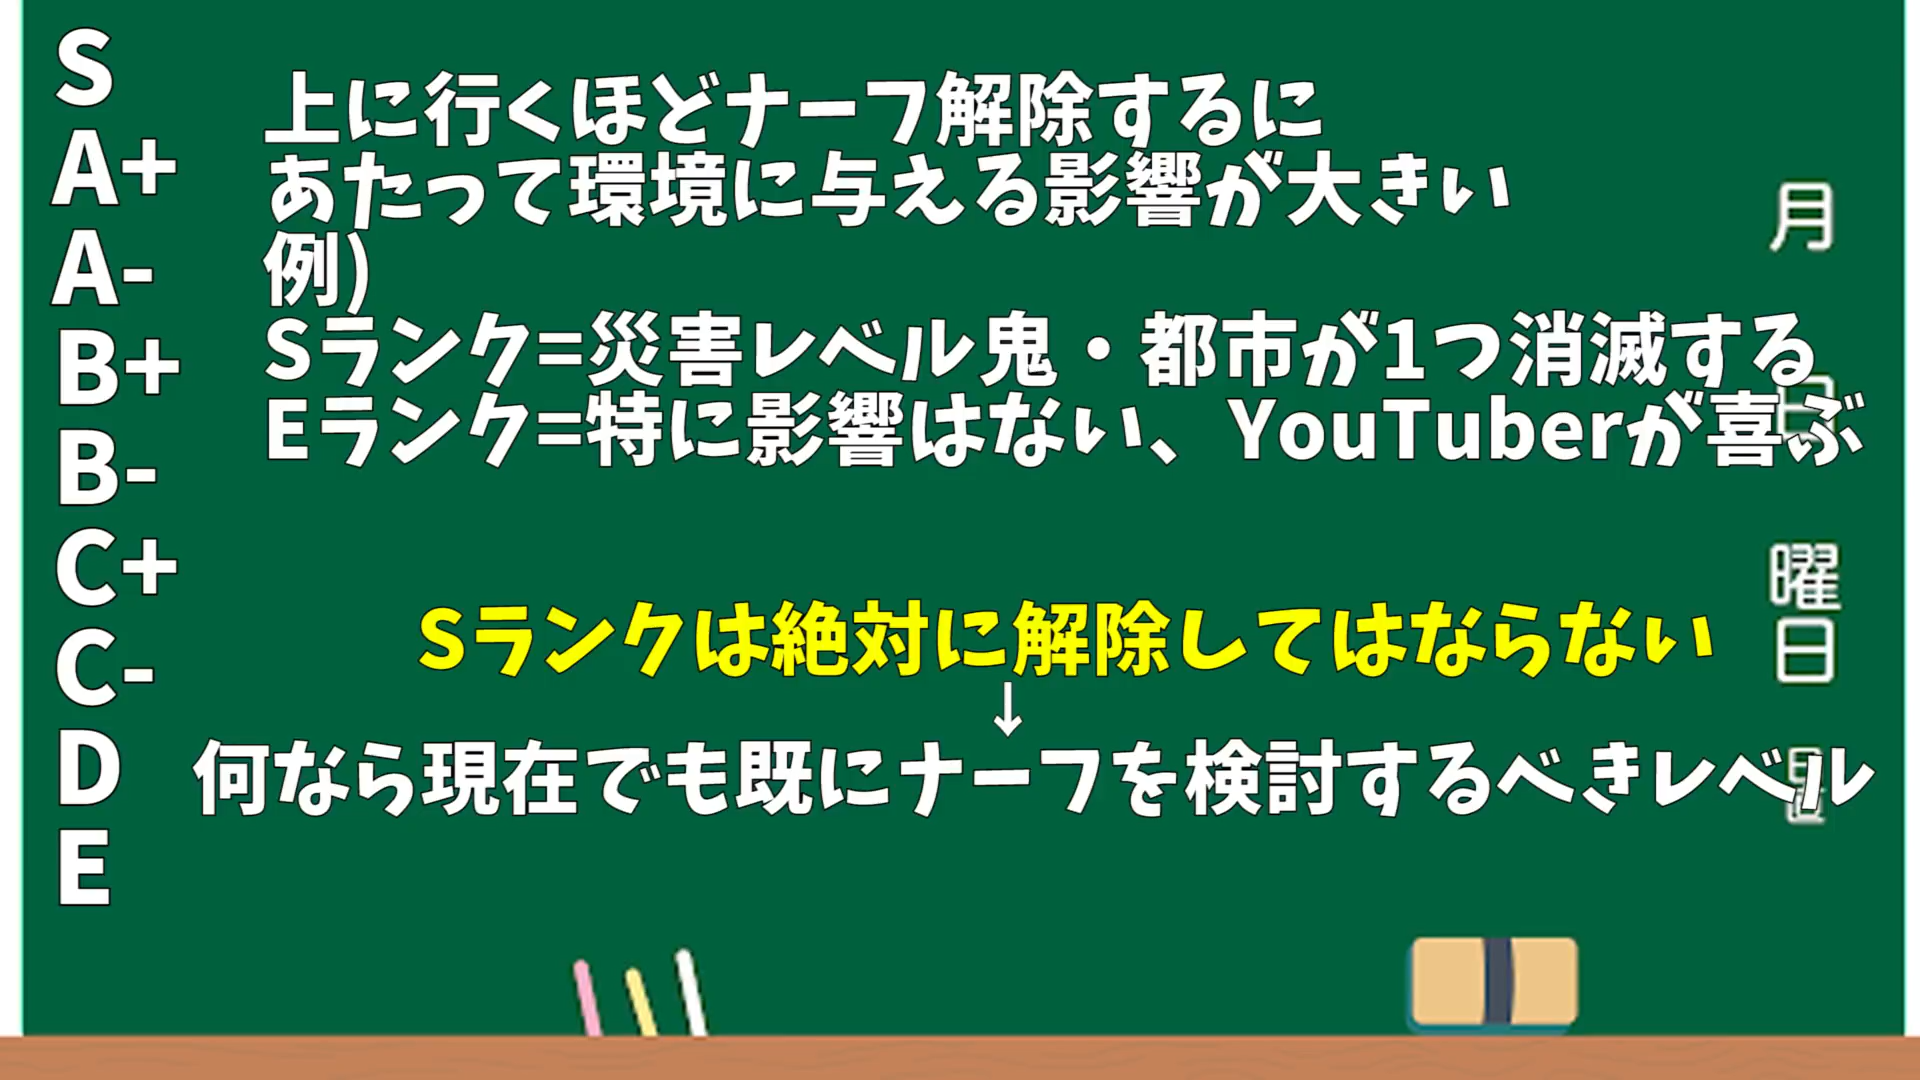 S
A+
A-
B+
B-
C+
C-
D
E
上に行くほどナーフ解除するに
あたって環境に与える影響が大きい
例)
Sランク=災害レベル鬼・都市が1つ消滅する
Eランク=特に影響はない、YouTuberが喜ぶ
Sランクは絶対に解除してはならない
↓
何なら現在でも既にナーフを検討するべきレベル
月
日
曜
日